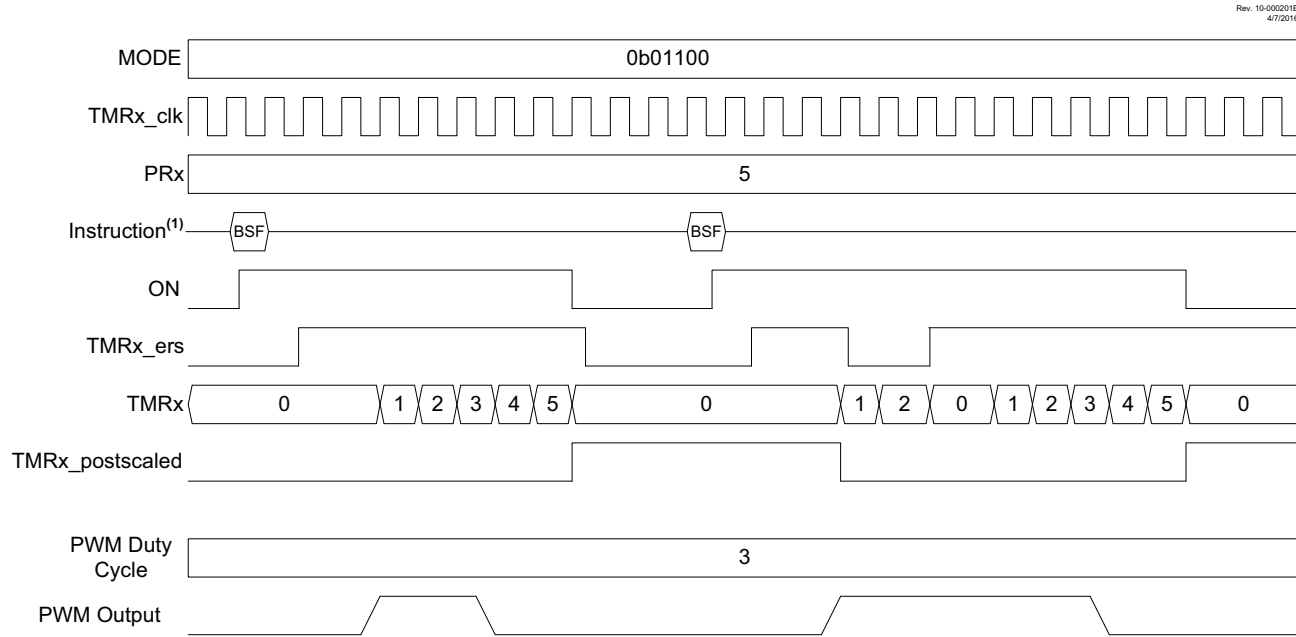 Rev. 10-000201B
4/7/2016
MODE 0b01100
TMRx_clk
PRx 5
Instruction(1) BSF BSF
ON
TMRx_ers
TMRx 0 1 2 3 4 5 0 1 2 0 1 2 3 4 5 0
TMRx_postscaled
PWM Duty
Cycle 3
PWM Output